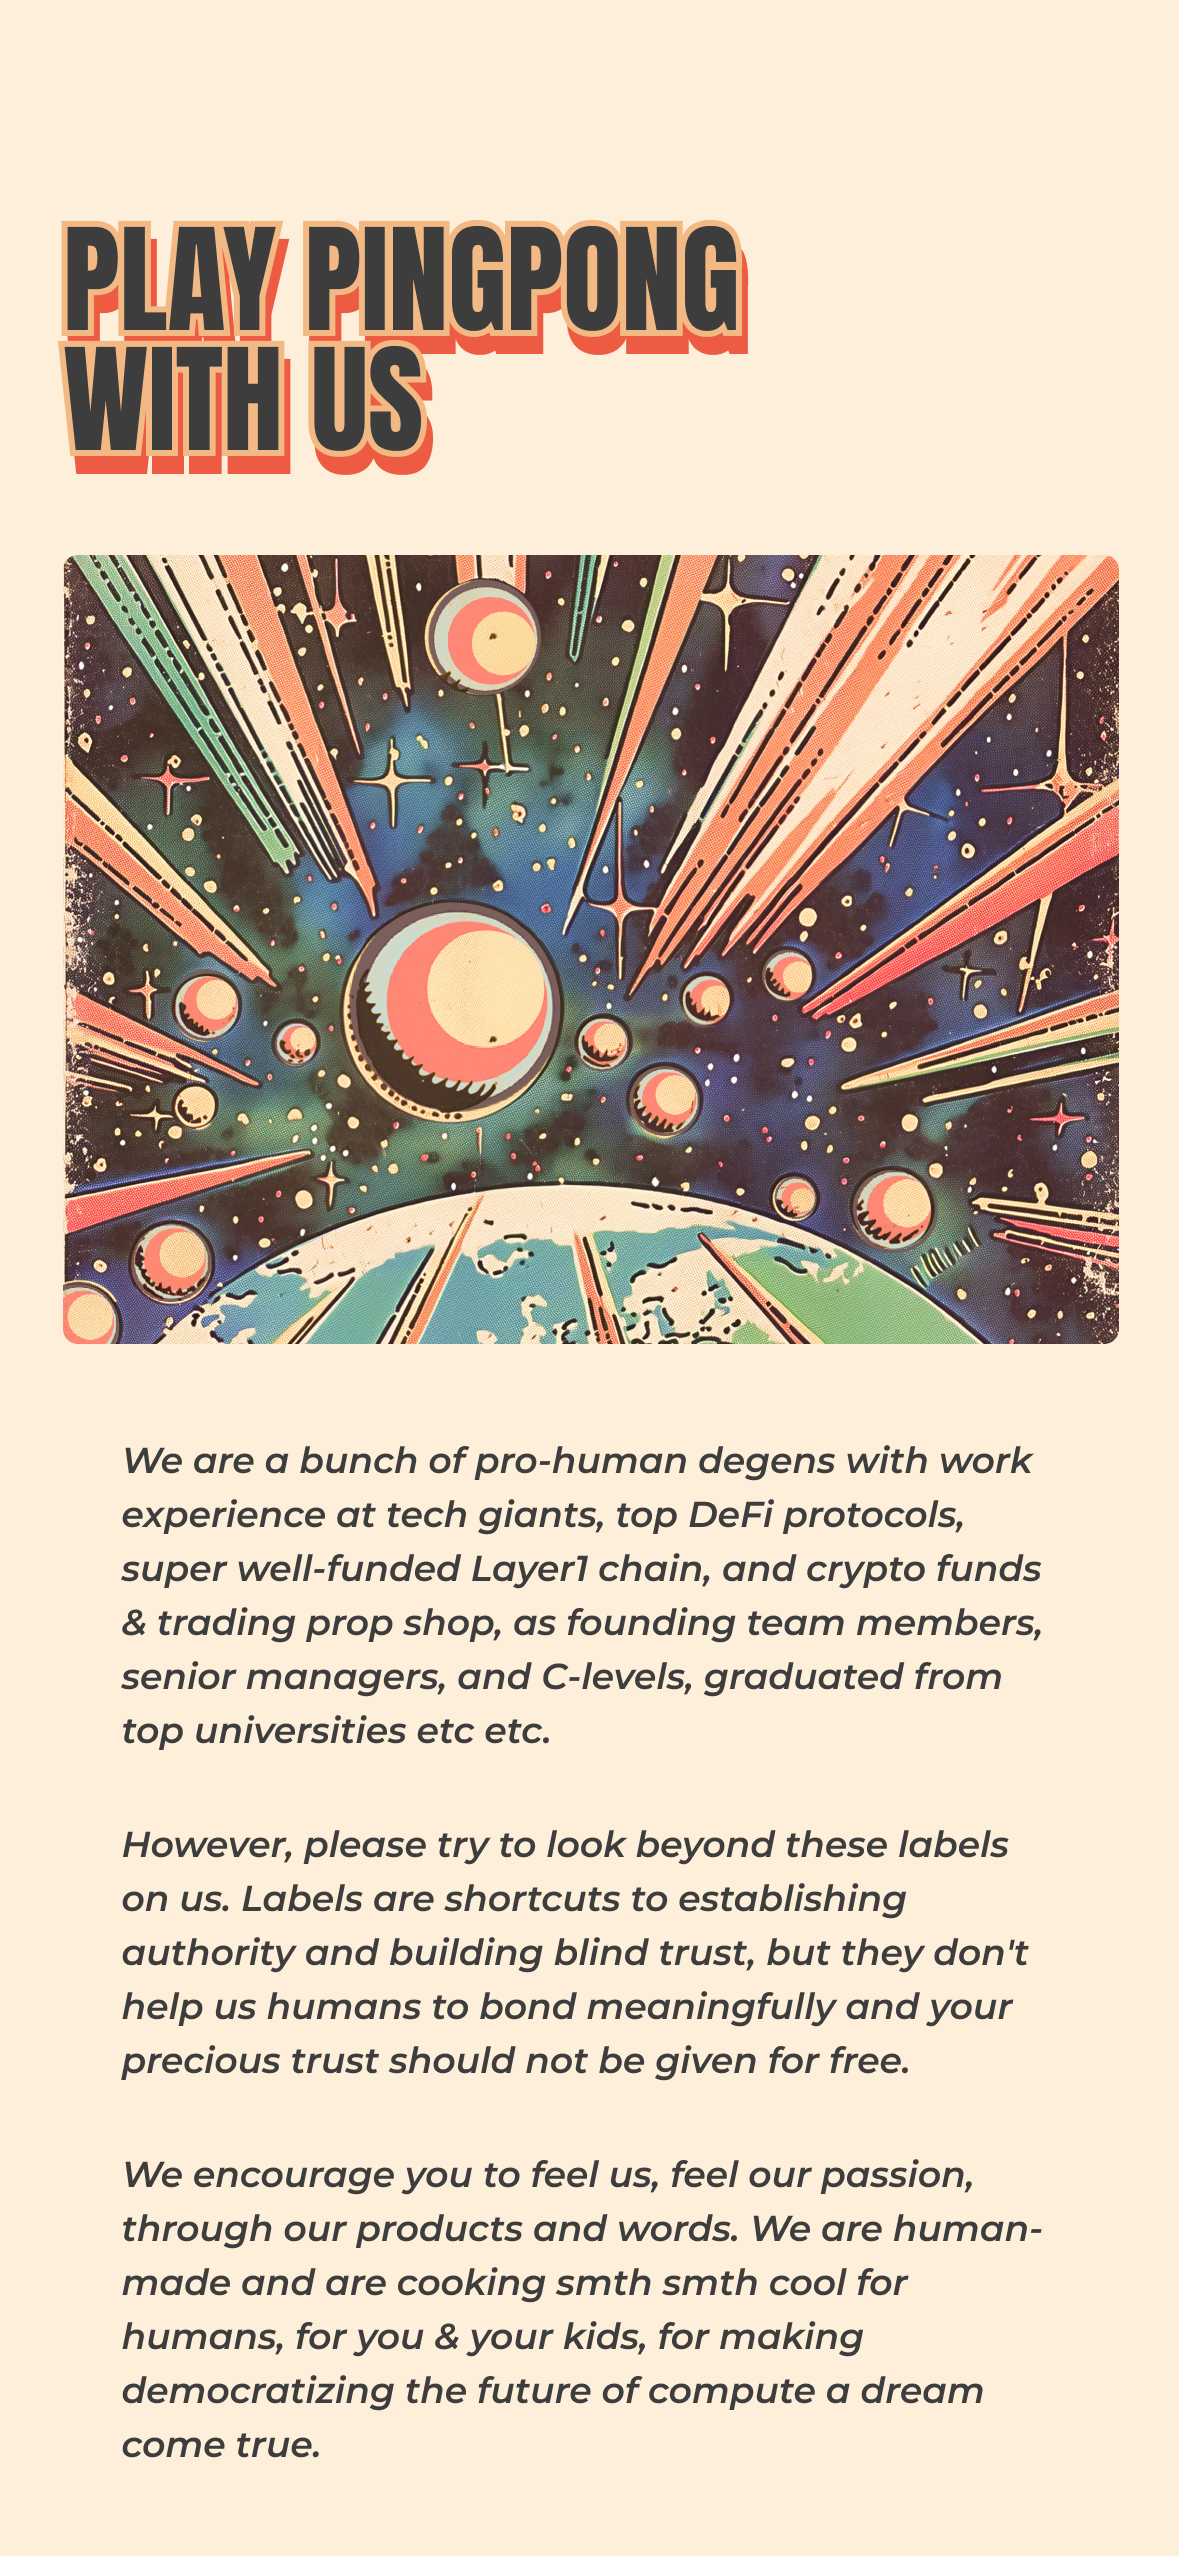 PLAY PINGPONG
WITH US
We are a bunch of pro-human degens with work
experience at tech giants, top DeFi protocols,
super well-funded Layer1 chain, and crypto funds
& trading prop shop, as founding team members,
senior managers, and C-levels, graduated from
top universities etc etc.
However, please try to look beyond these labels
on us. Labels are shortcuts to establishing
authority and building blind trust, but they don't
help us humans to bond meaningfully and your
precious trust should not be given for free.
We encourage you to feel us, feel our passion,
through our products and words. We are human-
made and are cooking smth smth cool for
humans, for you & your kids, for making
democratizing the future of compute a dream
come true.